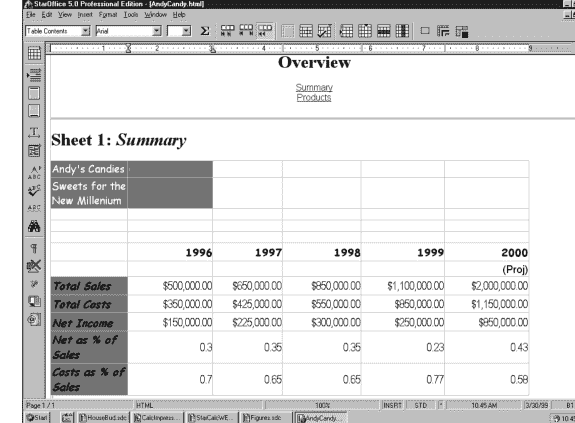 StarOffice 5.0 Professional Edition - [AndyCandy.html]
File Edit View Insert Format Tools Window Help
Table Contents Arial
Overview
Summary
Products
Sheet 1: Summary
Andy's Candies
Sweets for the
New Millenium
1996 1997 1998 1999 2000
(Proj)
Total Sales $500,000.00 $650,000.00 $850,000.00 $1,100,000.00 $2,000,000.00
Total Costs $350,000.00 $425,000.00 $550,000.00 $850,000.00 $1,150,000.00
Net Income $150,000.00 $225,000.00 $300,000.00 $250,000.00 $850,000.00
Net as % of
Sales 0.3 0.35 0.35 0.23 0.43
Costs as % of
Sales 0.7 0.65 0.65 0.77 0.58
Page 1 / 1 HTML 100% INSRT STD * 10:45 AM 3/30/99
Start HouseBud.sdc CalcImpress... StarCalcWE... Figures.sdc AndyCandy... 10:45